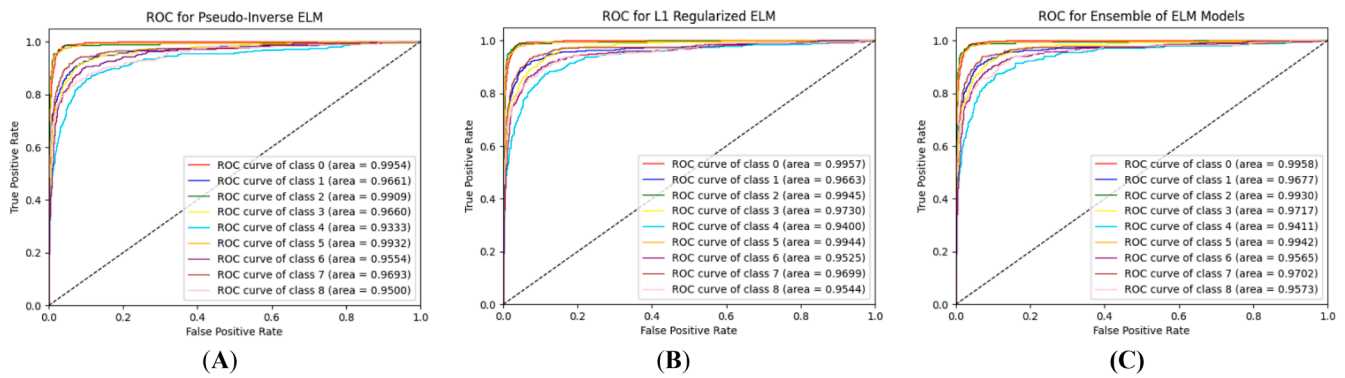 ROC for Pseudo-Inverse ELM
True Positive Rate
1.0
0.8
0.6
0.4
0.2
0.0
ROC curve of class 0 (area = 0.9954)
ROC curve of class 1 (area = 0.9661)
ROC curve of class 2 (area = 0.9909)
ROC curve of class 3 (area = 0.9660)
ROC curve of class 4 (area = 0.9333)
ROC curve of class 5 (area = 0.9932)
ROC curve of class 6 (area = 0.9554)
ROC curve of class 7 (area = 0.9693)
ROC curve of class 8 (area = 0.9500)
0.0 0.2 0.4 0.6 0.8 1.0
False Positive Rate
(A)
ROC for L1 Regularized ELM
True Positive Rate
1.0
0.8
0.6
0.4
0.2
0.0
ROC curve of class 0 (area = 0.9957)
ROC curve of class 1 (area = 0.9663)
ROC curve of class 2 (area = 0.9945)
ROC curve of class 3 (area = 0.9730)
ROC curve of class 4 (area = 0.9400)
ROC curve of class 5 (area = 0.9944)
ROC curve of class 6 (area = 0.9525)
ROC curve of class 7 (area = 0.9699)
ROC curve of class 8 (area = 0.9544)
0.0 0.2 0.4 0.6 0.8 1.0
False Positive Rate
(B)
ROC for Ensemble of ELM Models
True Positive Rate
1.0
0.8
0.6
0.4
0.2
0.0
ROC curve of class 0 (area = 0.9958)
ROC curve of class 1 (area = 0.9677)
ROC curve of class 2 (area = 0.9930)
ROC curve of class 3 (area = 0.9717)
ROC curve of class 4 (area = 0.9411)
ROC curve of class 5 (area = 0.9942)
ROC curve of class 6 (area = 0.9565)
ROC curve of class 7 (area = 0.9702)
ROC curve of class 8 (area = 0.9573)
0.0 0.2 0.4 0.6 0.8 1.0
False Positive Rate
(C)